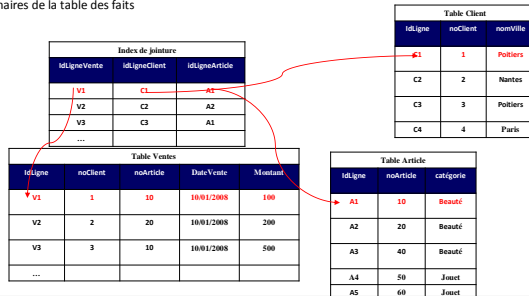 naires de la table des faits
Table Client
IdLigne noClient nomVille
C1 1 Poitiers
C2 2 Nantes
C3 3 Poitiers
C4 4 Paris
Index de jointure
IdLigneVente idLigneClient idLigneArticle
V1 C1 A1
V2 C2 A2
V3 C3 A1
...
Table Ventes
IdLigne noClient noArticle DateVente Montant
V1 1 10 10/01/2008 100
V2 2 20 10/01/2008 200
V3 3 10 10/01/2008 500
...
Table Article
IdLigne noArticle catégorie
A1 10 Beauté
A2 20 Beauté
A3 40 Beauté
A4 50 Jouet
A5 60 Jouet